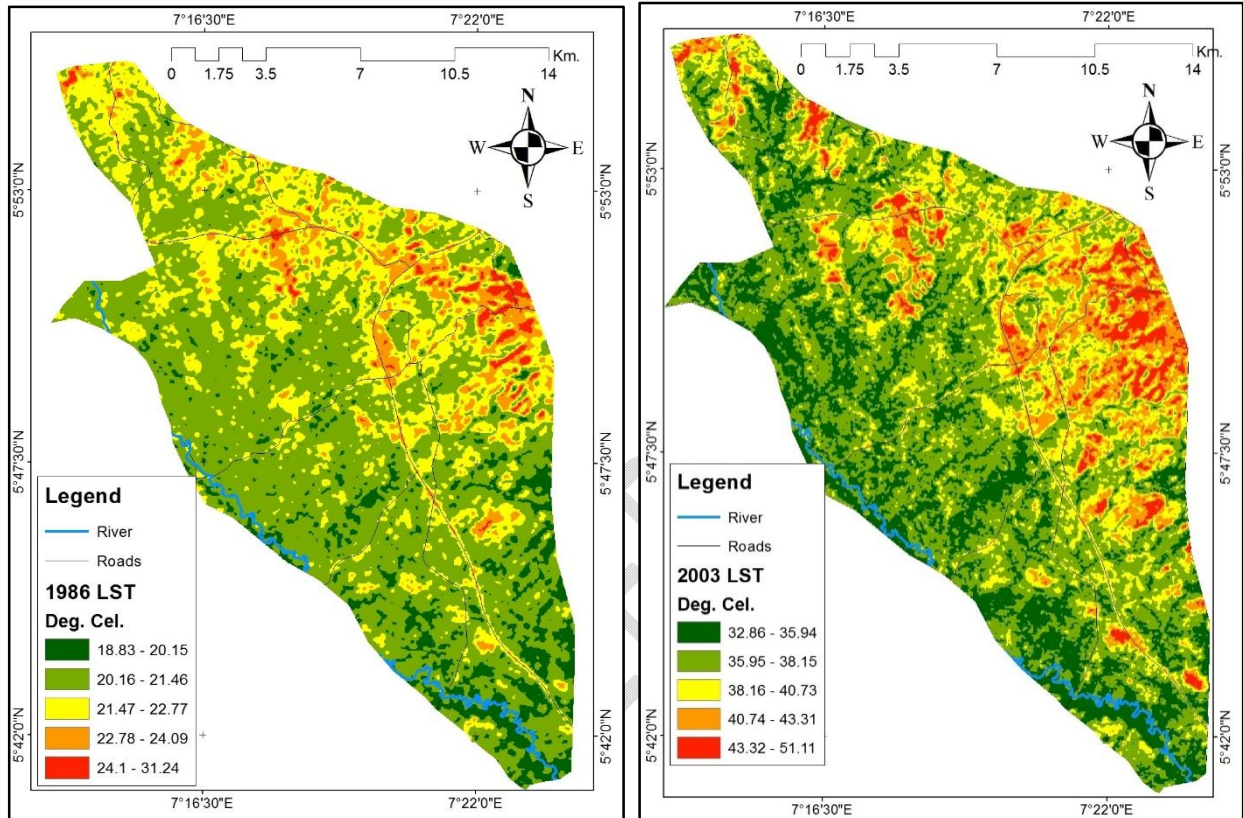 7°16'30"E
7°22'0"E
Km.
0 1.75 3.5 7 10.5 14
N
W E
S
5°53'0"N
5°53'0"N
5°47'30"N
5°47'30"N
5°42'0"N
5°42'0"N
Legend
River
Roads
1986 LST
Deg. Cel.
18.83 - 20.15
20.16 - 21.46
21.47 - 22.77
22.78 - 24.09
24.1 - 31.24
7°16'30"E
7°22'0"E
7°16'30"E
7°22'0"E
Km.
0 1.75 3.5 7 10.5 14
N
W E
S
5°53'0"N
5°53'0"N
5°47'30"N
5°47'30"N
5°42'0"N
5°42'0"N
Legend
River
Roads
2003 LST
Deg. Cel.
32.86 - 35.94
35.95 - 38.15
38.16 - 40.73
40.74 - 43.31
43.32 - 51.11
7°16'30"E
7°22'0"E